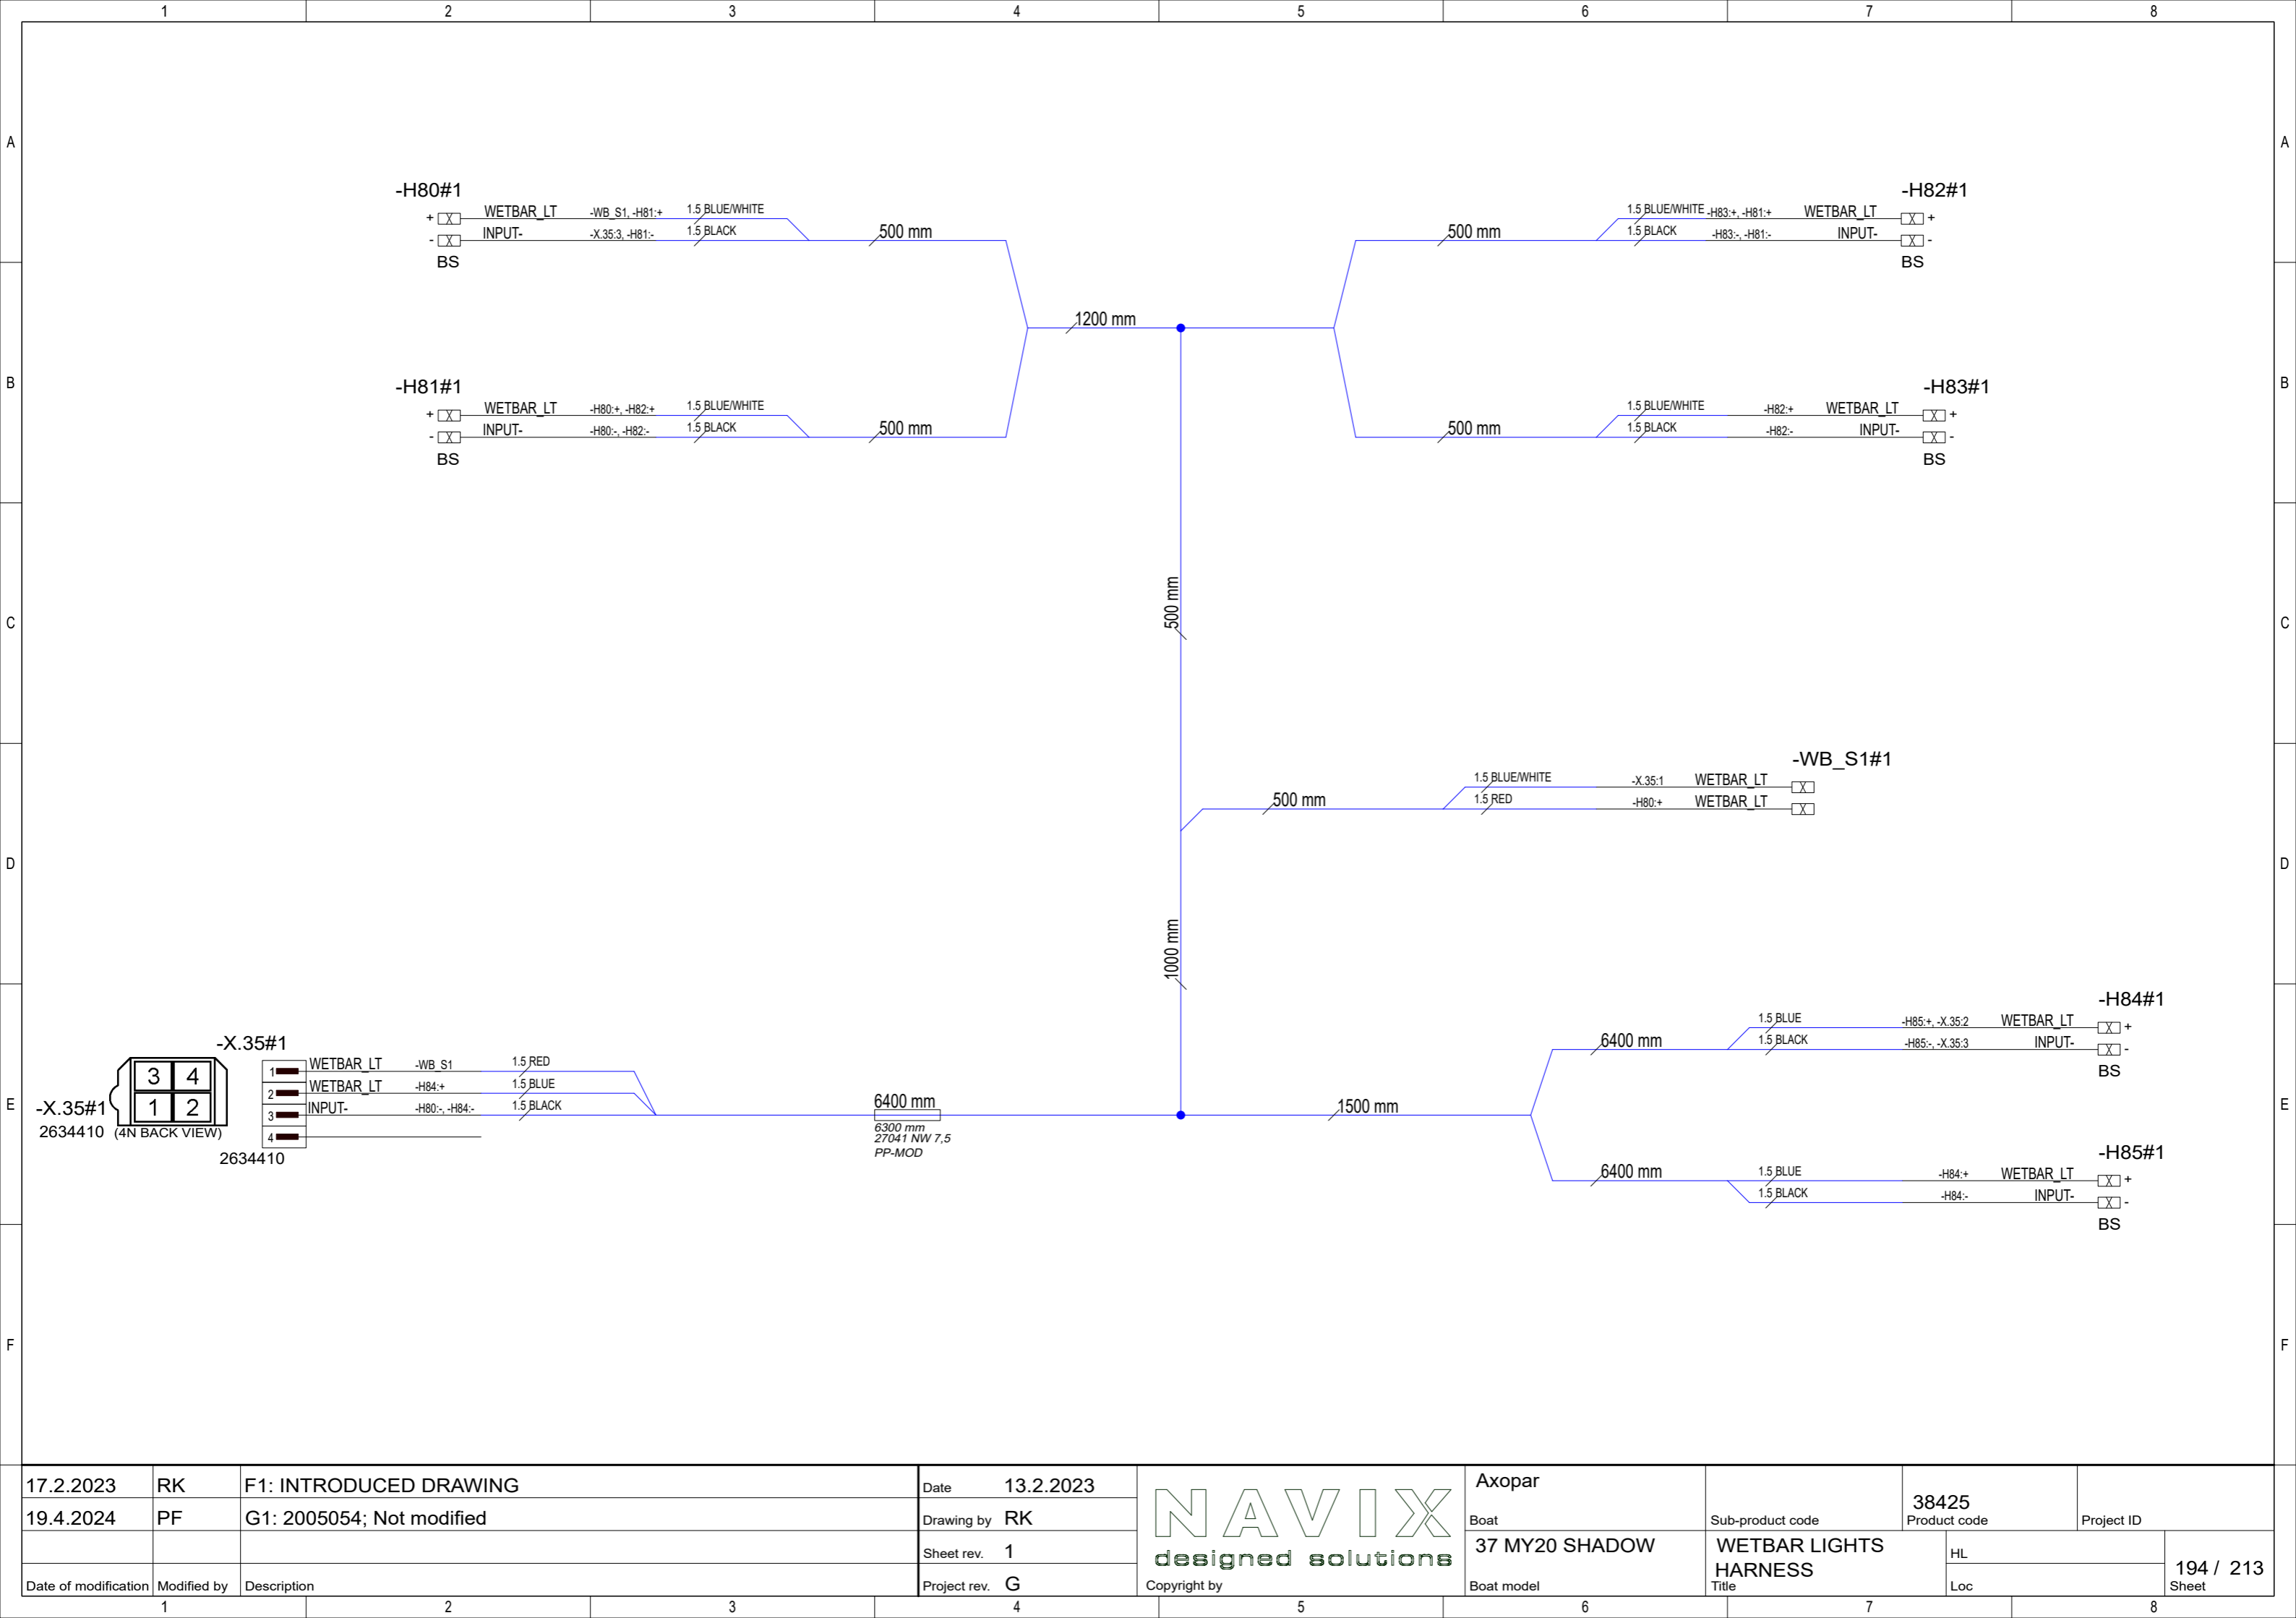 1 2 3 4 5 6 7 8
A A
-H80#1
+ WETBAR_LT -WB_S1, -H81:+ 1.5 BLUE/WHITE
- INPUT- -X.35:3, -H81:- 1.5 BLACK 500 mm
BS
-H82#1
1.5 BLUE/WHITE -H83:+, -H81:+ WETBAR_LT +
500 mm 1.5 BLACK -H83:-, -H81:- INPUT- -
BS
1200 mm
B B
-H81#1
+ WETBAR_LT -H80:+, -H82:+ 1.5 BLUE/WHITE
- INPUT- -H80:-, -H82:- 1.5 BLACK 500 mm
BS
-H83#1
1.5 BLUE/WHITE -H82:+ WETBAR_LT +
500 mm 1.5 BLACK -H82:- INPUT- -
BS
500 mm
C C
-WB_S1#1
1.5 BLUE/WHITE -X.35:1 WETBAR_LT
500 mm 1.5 RED -H80:+ WETBAR_LT
D D
1000 mm
-H84#1
1.5 BLUE -H85:+, -X.35:2 WETBAR_LT +
6400 mm 1.5 BLACK -H85:-, -X.35:3 INPUT- -
BS
-X.35#1
1 WETBAR_LT -WB_S1 1.5 RED
2 WETBAR_LT -H84:+ 1.5 BLUE
3 INPUT- -H80:-, -H84:- 1.5 BLACK
4
2634410
3 4
1 2
-X.35#1
2634410 (4N BACK VIEW)
E E
6400 mm
6300 mm
27041 NW 7,5
PP-MOD
1500 mm
-H85#1
6400 mm 1.5 BLUE -H84:+ WETBAR_LT +
1.5 BLACK -H84:- INPUT- -
BS
F F
17.2.2023 RK F1: INTRODUCED DRAWING
19.4.2024 PF G1: 2005054; Not modified
Date of modification Modified by Description
Date 13.2.2023
Drawing by RK
Sheet rev. 1
Project rev. G
NAVIX
designed solutions
Copyright by
Axopar
Boat
37 MY20 SHADOW
Boat model
Sub-product code
38425
Product code
Project ID
WETBAR LIGHTS
HARNESS
Title
HL
Loc
194 / 213
Sheet
1 2 3 4 5 6 7 8